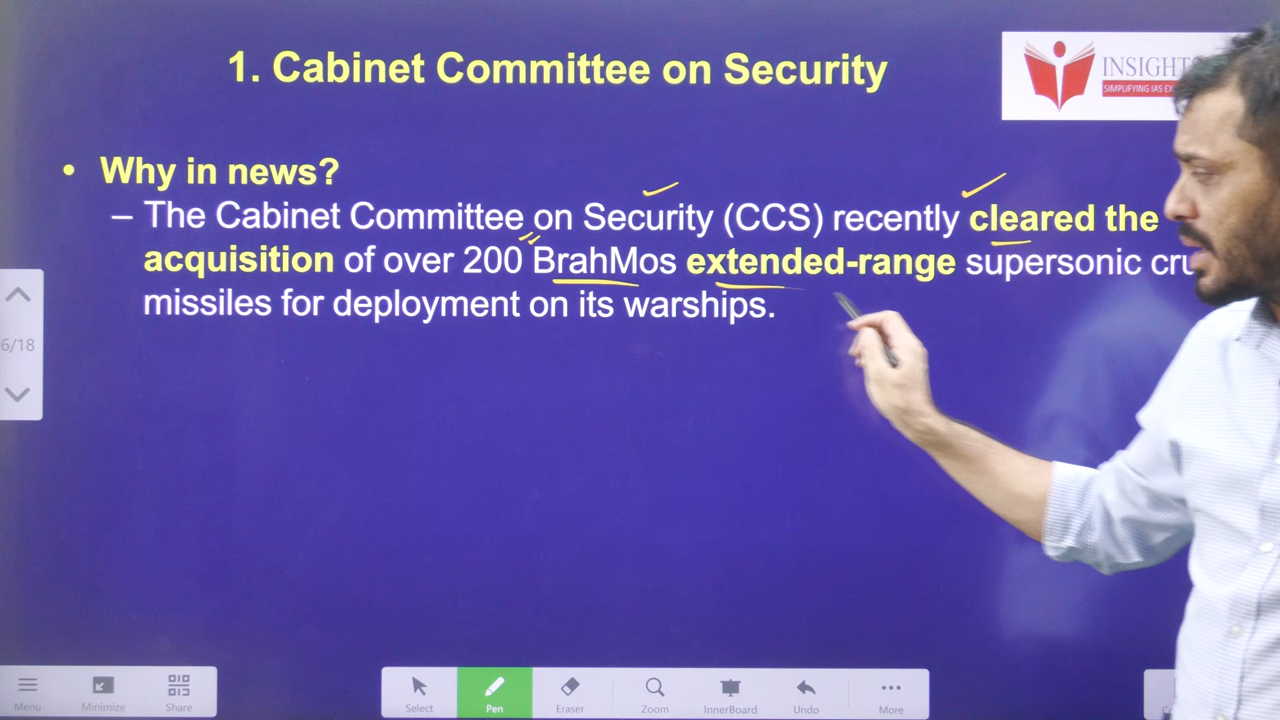 1. Cabinet Committee on Security
INSIGHTS
SIMPLIFYING IAS
• Why in news?
– The Cabinet Committee on Security (CCS) recently cleared the
acquisition of over 200 BrahMos extended-range supersonic
missiles for deployment on its warships.
6/18
Menu
Minimize
Share
Select
Pen
Eraser
Zoom
InnerBoard
Undo
More